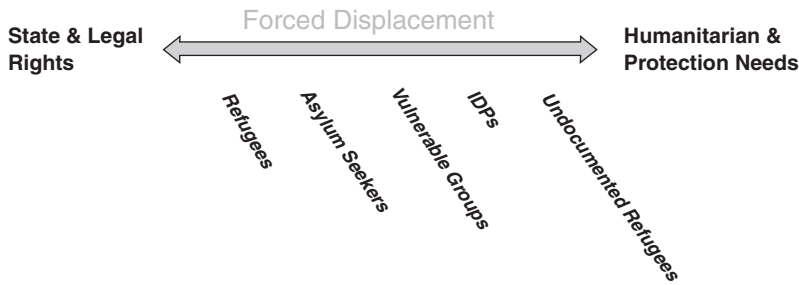 Forced Displacement
State & Legal
Rights
Humanitarian &
Protection Needs
Refugees
Asylum Seekers
Vulnerable Groups
IDPs
Undocumented Refugees